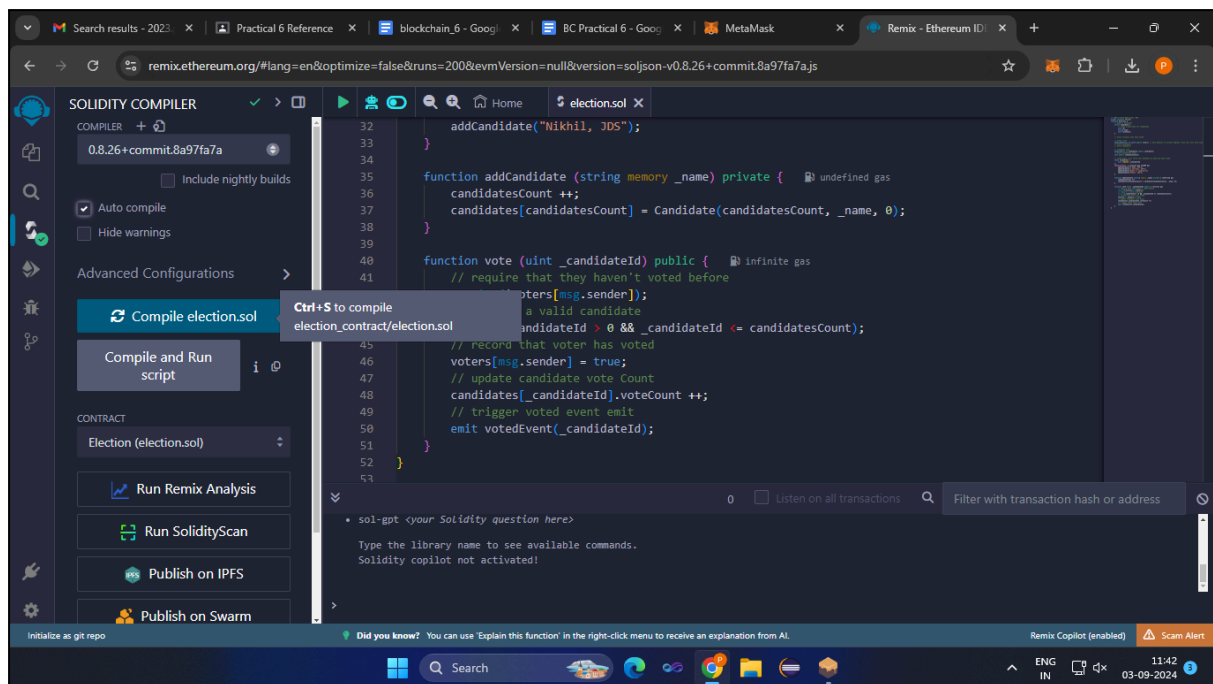 Search results - 2023.
Practical 6 Reference
blockchain_6 - Googl
BC Practical 6 - Goog
MetaMask
Remix - Ethereum IDE
remix.ethereum.org/#lang=en&optimize=false&runs=200&evmVersion=null&version=soljson-v0.8.26+commit.8a97fa7a.js
P
SOLIDITY COMPILER
COMPILER
0.8.26+commit.8a97fa7a
Include nightly builds
Auto compile
Hide warnings
Advanced Configurations
Compile election.sol
Ctrl+S to compile
election_contract/election.sol
Compile and Run
script
i
CONTRACT
Election (election.sol)
Run Remix Analysis
Run SolidityScan
IPFS
Publish on IPFS
Publish on Swarm
Home
election.sol
32 addCandidate("Nikhil, JDS");
33 }
34
35 function addCandidate (string memory _name) private { undefined gas
36 candidatesCount ++;
37 candidates[candidatesCount] = Candidate(candidatesCount, _name, 0);
38 }
39
40 function vote (uint _candidateId) public { infinite gas
41 // require that they haven't voted before
oters[msg.sender]);
a valid candidate
andidateId > 0 && _candidateId <= candidatesCount);
45 // record that voter has voted
46 voters[msg.sender] = true;
47 // update candidate vote Count
48 candidates[_candidateId].voteCount ++;
49 // trigger voted event emit
50 emit votedEvent(_candidateId);
51 }
52 }
53
0
Listen on all transactions
Filter with transaction hash or address
• sol-gpt <your Solidity question here>
Type the library name to see available commands.
Solidity copilot not activated!
>
Initialize as git repo
Did you know? You can use 'Explain this function' in the right-click menu to receive an explanation from AI.
Remix Copilot (enabled)
Scam Alert
Search
ENG
IN
11:42
03-09-2024
3